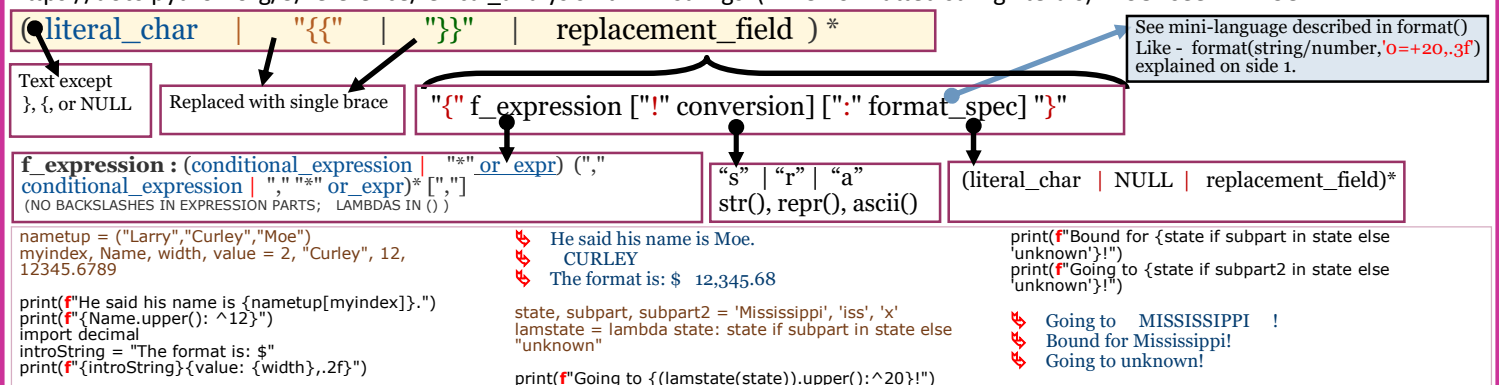 ( literal_char | "{{" | "}}" | replacement_field ) *
See mini-language described in format()
Like - format(string/number,'0=+20,.3f')
explained on side 1.
Text except
}, {, or NULL
Replaced with single brace
"{" f_expression ["!" conversion] [":" format_spec] "}"
f_expression : (conditional_expression | "*" or_expr) (","
conditional_expression | "," "*" or_expr)* [","]
(NO BACKSLASHES IN EXPRESSION PARTS; LAMBDAS IN () )
“s” | “r” | “a”
str(), repr(), ascii()
(literal_char | NULL | replacement_field)*
nametup = ("Larry","Curley","Moe")
myindex, Name, width, value = 2, "Curley", 12,
12345.6789
print(f"He said his name is {nametup[myindex]}.")
print(f"{Name.upper(): ^12}")
import decimal
introString = "The format is: $"
print(f"{introString}{value: {width},.2f}")
He said his name is Moe.
CURLEY
The format is: $ 12,345.68
state, subpart, subpart2 = 'Mississippi', 'iss', 'x'
lamstate = lambda state: state if subpart in state else
"unknown"
print(f"Going to {(lamstate(state)).upper():^20}!")
print(f"Bound for {state if subpart in state else
'unknown'}!")
print(f"Going to {state if subpart2 in state else
'unknown'}!")
Going to MISSISSIPPI !
Bound for Mississippi!
Going to unknown!